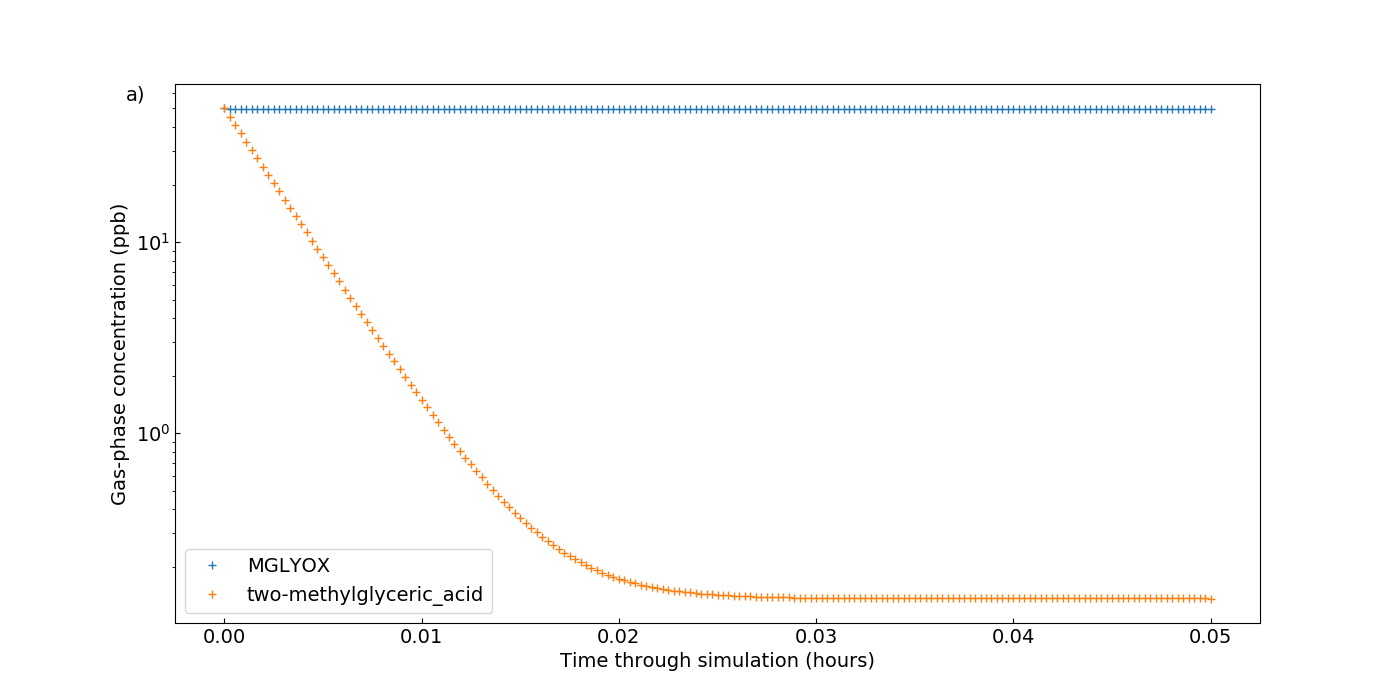 a)
Gas-phase concentration (ppb)
10¹
10⁰
MGLYOX
two-methylglyceric_acid
0.00 0.01 0.02 0.03 0.04 0.05
Time through simulation (hours)